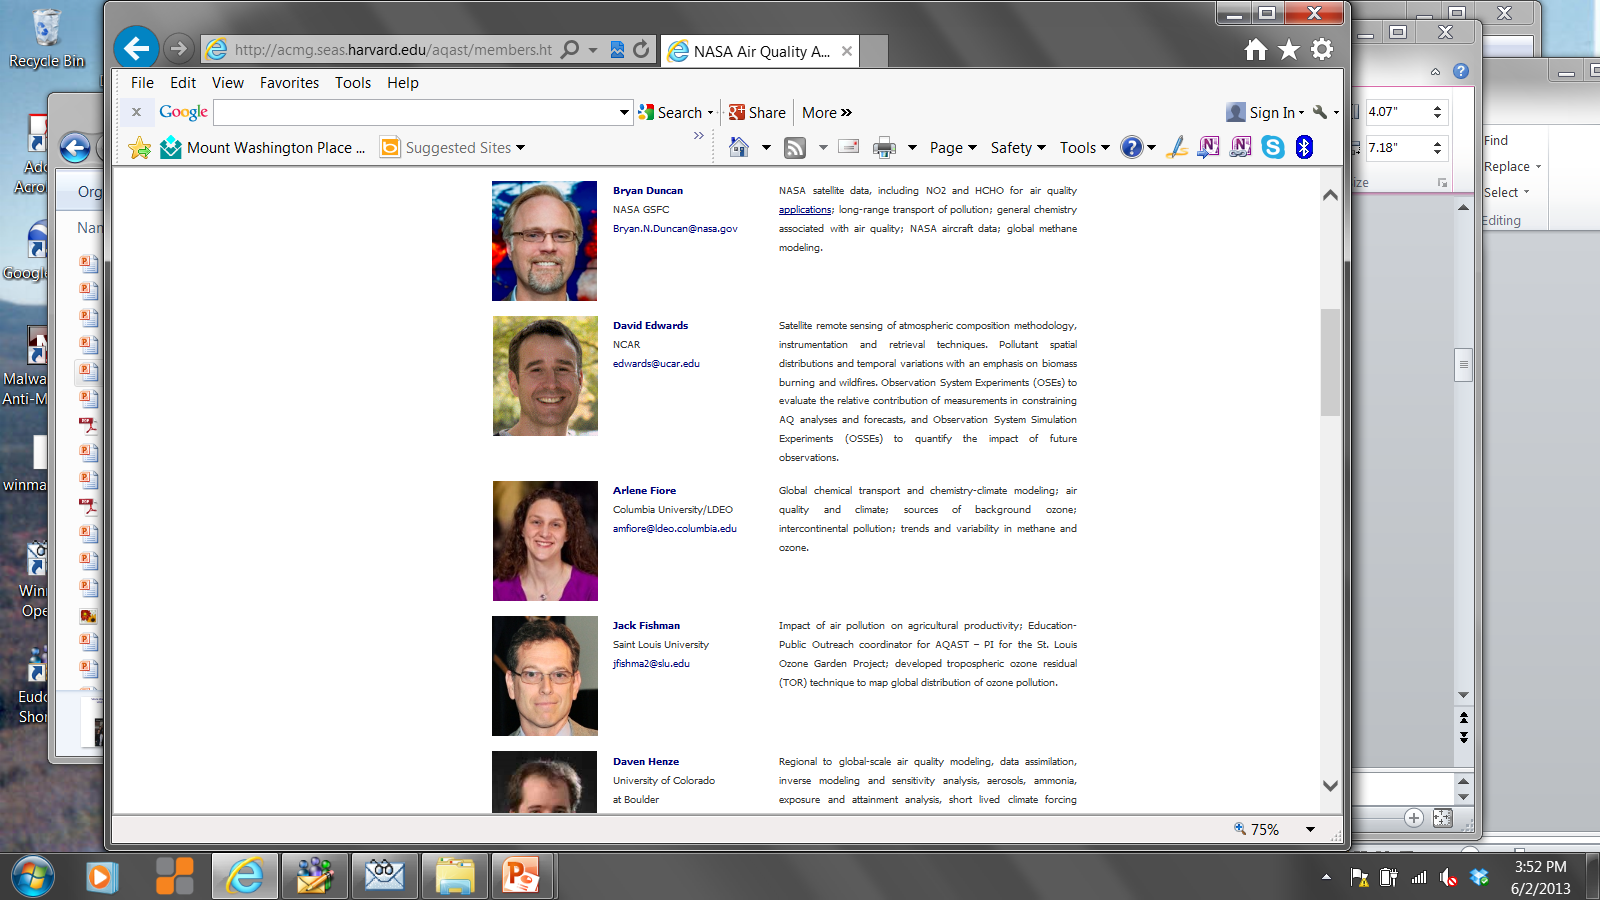 Recycle Bin
http://acmg.seas.harvard.edu/aqast/members.ht
NASA Air Quality A...
File Edit View Favorites Tools Help
x Google Search Share More »
Sign In
Mount Washington Place ...
Suggested Sites
»
Page Safety Tools
Bryan Duncan
NASA GSFC
Bryan.N.Duncan@nasa.gov
NASA satellite data, including NO2 and HCHO for air quality
applications; long-range transport of pollution; general chemistry
associated with air quality; NASA aircraft data; global methane
modeling.
David Edwards
NCAR
edwards@ucar.edu
Satellite remote sensing of atmospheric composition methodology,
instrumentation and retrieval techniques. Pollutant spatial
distributions and temporal variations with an emphasis on biomass
burning and wildfires. Observation System Experiments (OSEs) to
evaluate the relative contribution of measurements in constraining
AQ analyses and forecasts, and Observation System Simulation
Experiments (OSSEs) to quantify the impact of future
observations.
Arlene Fiore
Columbia University/LDEO
amfiore@ldeo.columbia.edu
Global chemical transport and chemistry-climate modeling; air
quality and climate; sources of background ozone;
intercontinental pollution; trends and variability in methane and
ozone.
Jack Fishman
Saint Louis University
jfishma2@slu.edu
Impact of air pollution on agricultural productivity; Education-
Public Outreach coordinator for AQAST – PI for the St. Louis
Ozone Garden Project; developed tropospheric ozone residual
(TOR) technique to map global distribution of ozone pollution.
Daven Henze
University of Colorado
at Boulder
Regional to global-scale air quality modeling, data assimilation,
inverse modeling and sensitivity analysis, aerosols, ammonia,
exposure and attainment analysis, short lived climate forcing
75%
Ado
Acro
Google
Malwa
Anti-M
winma
Winn
Ope
Eudo
Shor
Org
Nan
4.07"
7.18"
ize
Find
Replace
Select
Editing
3:52 PM
6/2/2013